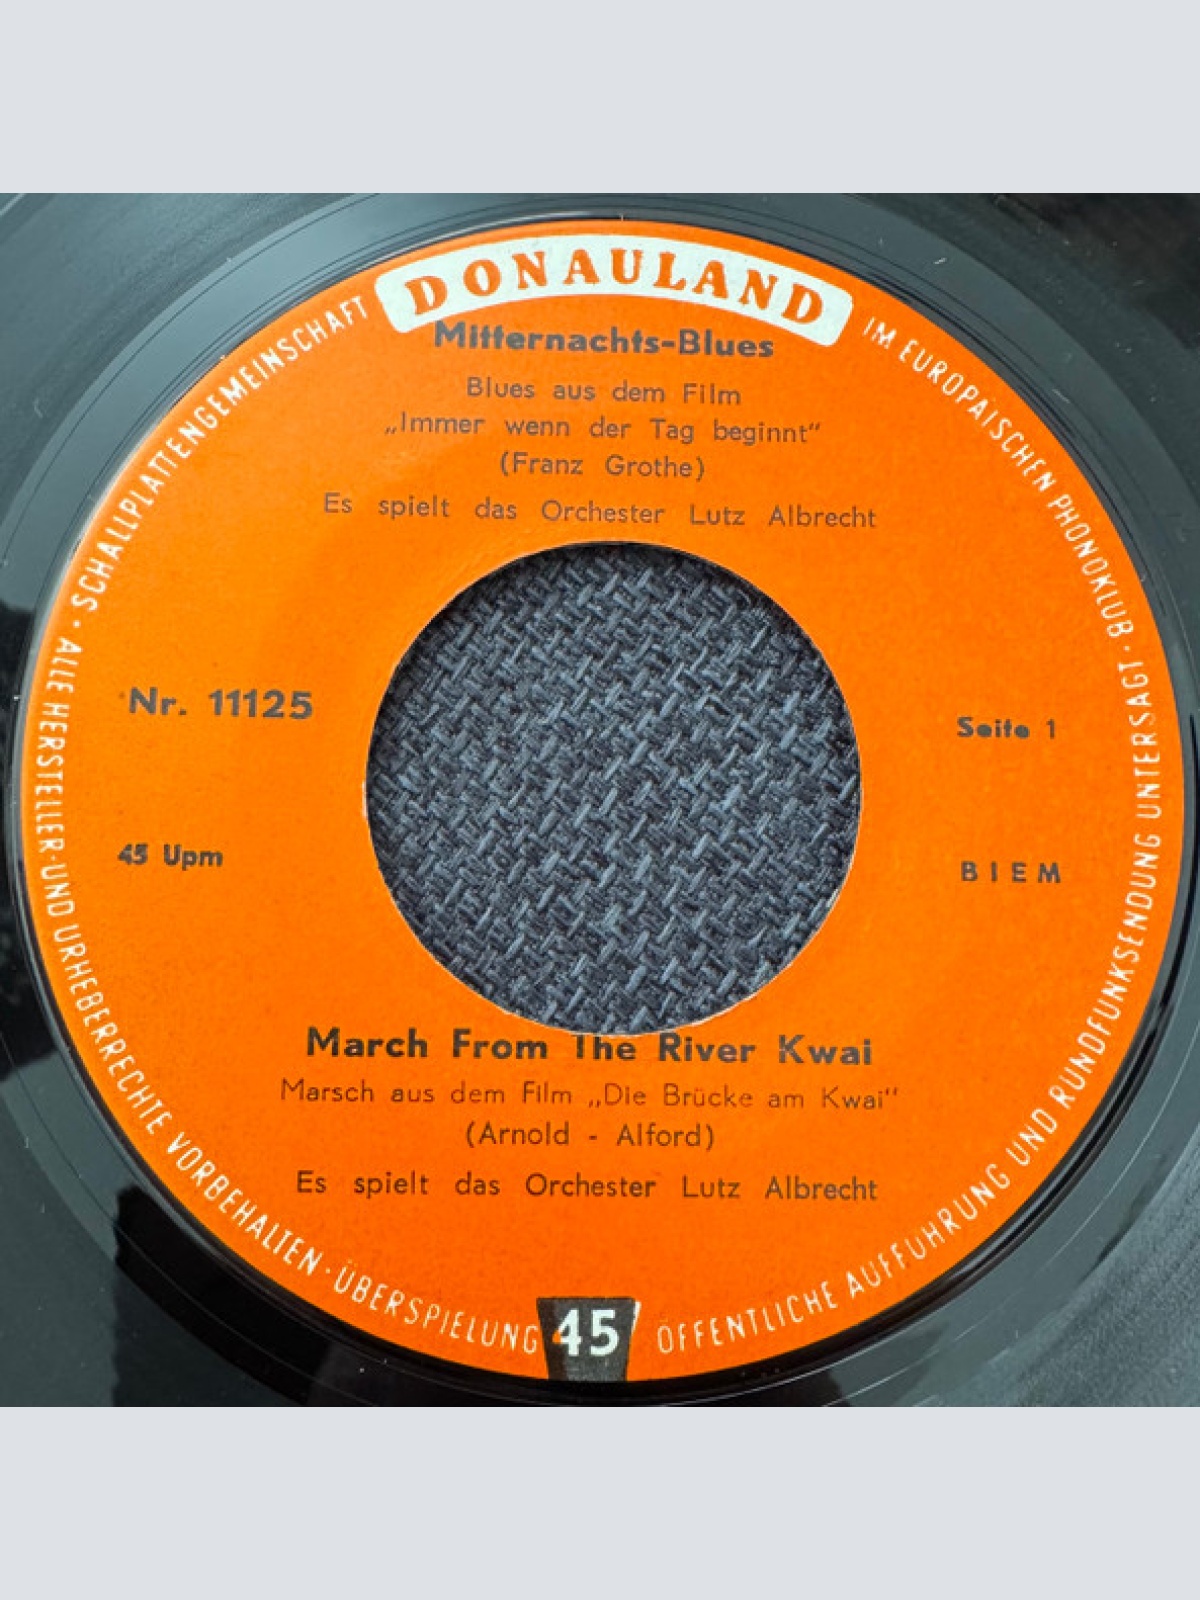 DONAULAND
Mitternachts-Blues
Blues aus dem Film
„Immer wenn der Tag beginnt“
(Franz Grothe)
Es spielt das Orchester Lutz Albrecht
Nr. 11125
Seite 1
45 Upm
BIEM
March From The River Kwai
Marsch aus dem Film „Die Brücke am Kwai“
(Arnold - Alford)
Es spielt das Orchester Lutz Albrecht
45
SCHALLPLATTENGEMEINSCHAFT
IM EUROPÄISCHEN PHONOKLUB · ALLE HERSTELLER- UND URHEBERRECHTE VORBEHALTEN · ÜBERSPIELUNG
ÖFFENTLICHE AUFFÜHRUNG UND RUNDFUNKSENDUNG UNTERSAGT ·